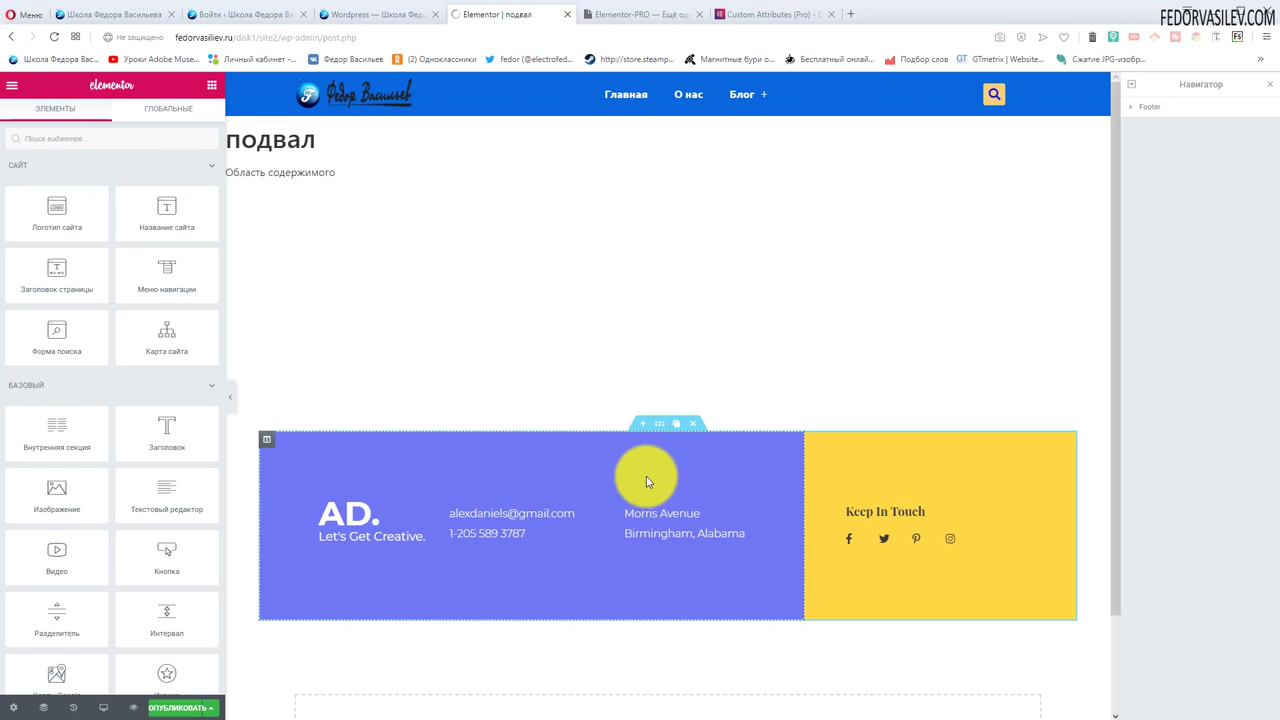 Меню
Школа Федора Васильева
Войти ‹ Школа Федора Ва
Wordpress — Школа Федо
Elementor | подвал
Elementor-PRO — Ещё од
Custom Attributes (Pro) - D
FEDORVASILEV.COM
Не защищено
fedorvasiliev.ru/disk1/site2/wp-admin/post.php
Школа Федора Вас...
Уроки Adobe Muse...
Личный кабинет
Федор Васильев
(2) Одноклассники
fedor (@electrofed...
http://store.steamp...
Магнитные бури о...
Бесплатный онлай...
Подбор слов
GTmetrix | Website...
Сжатие JPG-изобр...
elementor
ЭЛЕМЕНТЫ
ГЛОБАЛЬНЫЕ
Поиск виджетов...
САЙТ
Логотип сайта
Название сайта
Заголовок страницы
Меню навигации
Форма поиска
Карта сайта
БАЗОВЫЙ
Внутренняя секция
Заголовок
Изображение
Текстовый редактор
Видео
Кнопка
Разделитель
Интервал
ОПУБЛИКОВАТЬ
Федор Васильев
Главная
О нас
Блог +
подвал
Область содержимого
AD.
Let's Get Creative.
alexdaniels@gmail.com
1-205 589 3787
Morris Avenue
Birmingham, Alabama
Keep In Touch
Навигатор
Footer